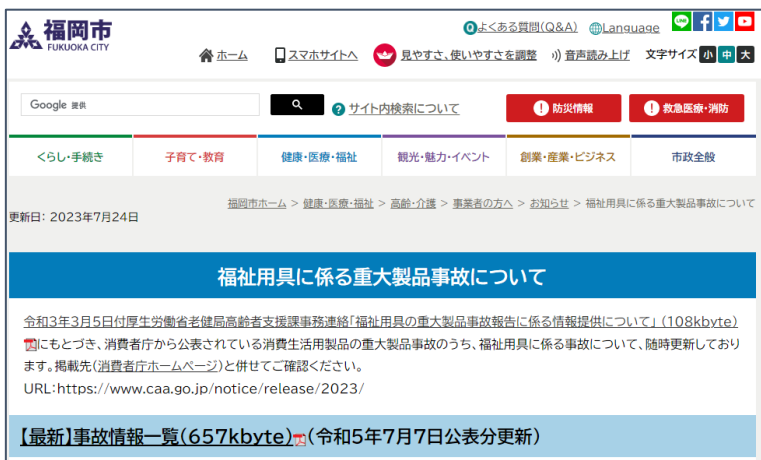 福岡市
FUKUOKA CITY
よくある質問(Q&A) Language
ホーム スマホサイトへ 見やすさ、使いやすさを調整 音声読み上げ 文字サイズ 小 中 大
Google 提供 サイト内検索について 防災情報 救急医療・消防
くらし・手続き 子育て・教育 健康・医療・福祉 観光・魅力・イベント 創業・産業・ビジネス 市政全般
福岡市ホーム > 健康・医療・福祉 > 高齢・介護 > 事業者の方へ > お知らせ > 福祉用具に係る重大製品事故について
更新日: 2023年7月24日
福祉用具に係る重大製品事故について
令和3年3月5日付厚生労働省老健局高齢者支援課事務連絡「福祉用具の重大製品事故報告に係る情報提供について」 (108kbyte)
にもとづき、消費者庁から公表されている消費生活用製品の重大製品事故のうち、福祉用具に係る事故について、随時更新しており
ます。掲載先(消費者庁ホームページ)と併せてご確認ください。
URL:https://www.caa.go.jp/notice/release/2023/
【最新】事故情報一覧(657kbyte)(令和5年7月7日公表分更新)